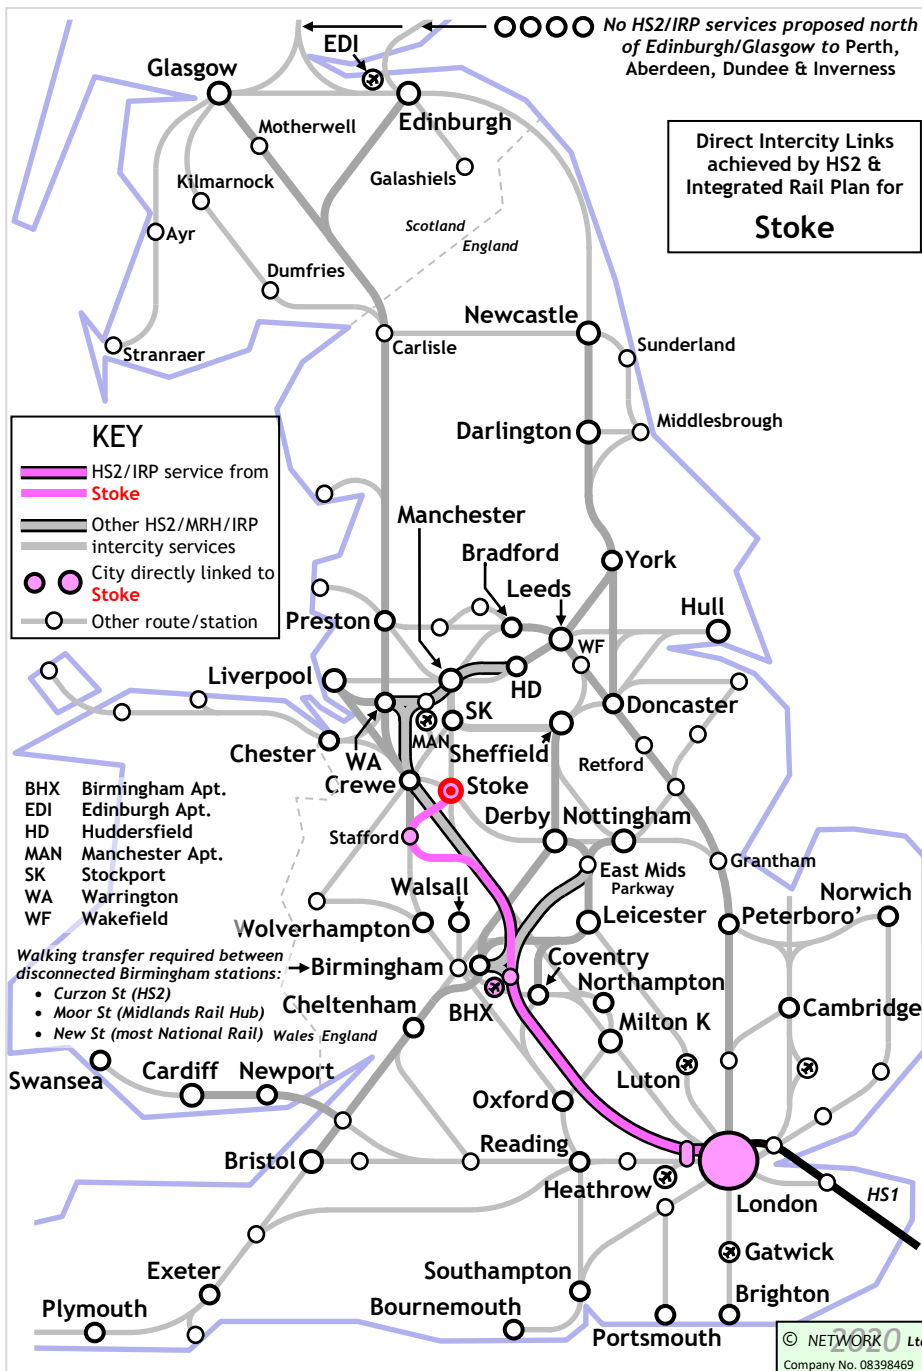 No HS2/IRP services proposed north
of Edinburgh/Glasgow to Perth,
Aberdeen, Dundee & Inverness
EDI
Glasgow
Edinburgh
Motherwell
Galashiels
Kilmarnock
Ayr
Scotland
England
Dumfries
Direct Intercity Links
achieved by HS2 &
Integrated Rail Plan for
Stoke
Newcastle
Carlisle
Stranraer
Sunderland
Darlington
Middlesbrough
KEY
HS2/IRP service from
Stoke
Other HS2/MRH/IRP
intercity services
City directly linked to
Stoke
Other route/station
Manchester
Bradford
Leeds
York
Hull
Preston
WF
Liverpool
HD
Doncaster
SK
MAN
Sheffield
Chester
WA
Retford
Crewe
Stoke
BHX Birmingham Apt.
EDI Edinburgh Apt.
HD Huddersfield
MAN Manchester Apt.
SK Stockport
WA Warrington
WF Wakefield
Stafford
Derby
Nottingham
East Mids
Parkway
Grantham
Walsall
Norwich
Leicester
Peterboro'
Wolverhampton
Walking transfer required between
disconnected Birmingham stations:
• Curzon St (HS2)
• Moor St (Midlands Rail Hub)
• New St (most National Rail)
Birmingham
Coventry
Northampton
Cheltenham
BHX
Cambridge
Milton K
Wales England
Swansea
Cardiff
Newport
Luton
Oxford
Bristol
Reading
Heathrow
London
HS1
Gatwick
Exeter
Southampton
Plymouth
Bournemouth
Brighton
Portsmouth
© NETWORK 2020 Ltd
Company No. 08398469